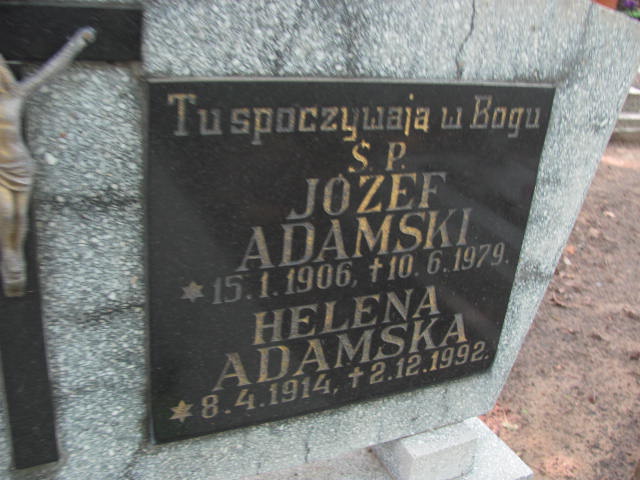 Tu spoczywają w Bogu
Ś. P.
JÓZEF
ADAMSKI
* 15.1.1906, † 10.6.1979.
HELENA
ADAMSKA
* 8.4.1914, † 2.12.1992.